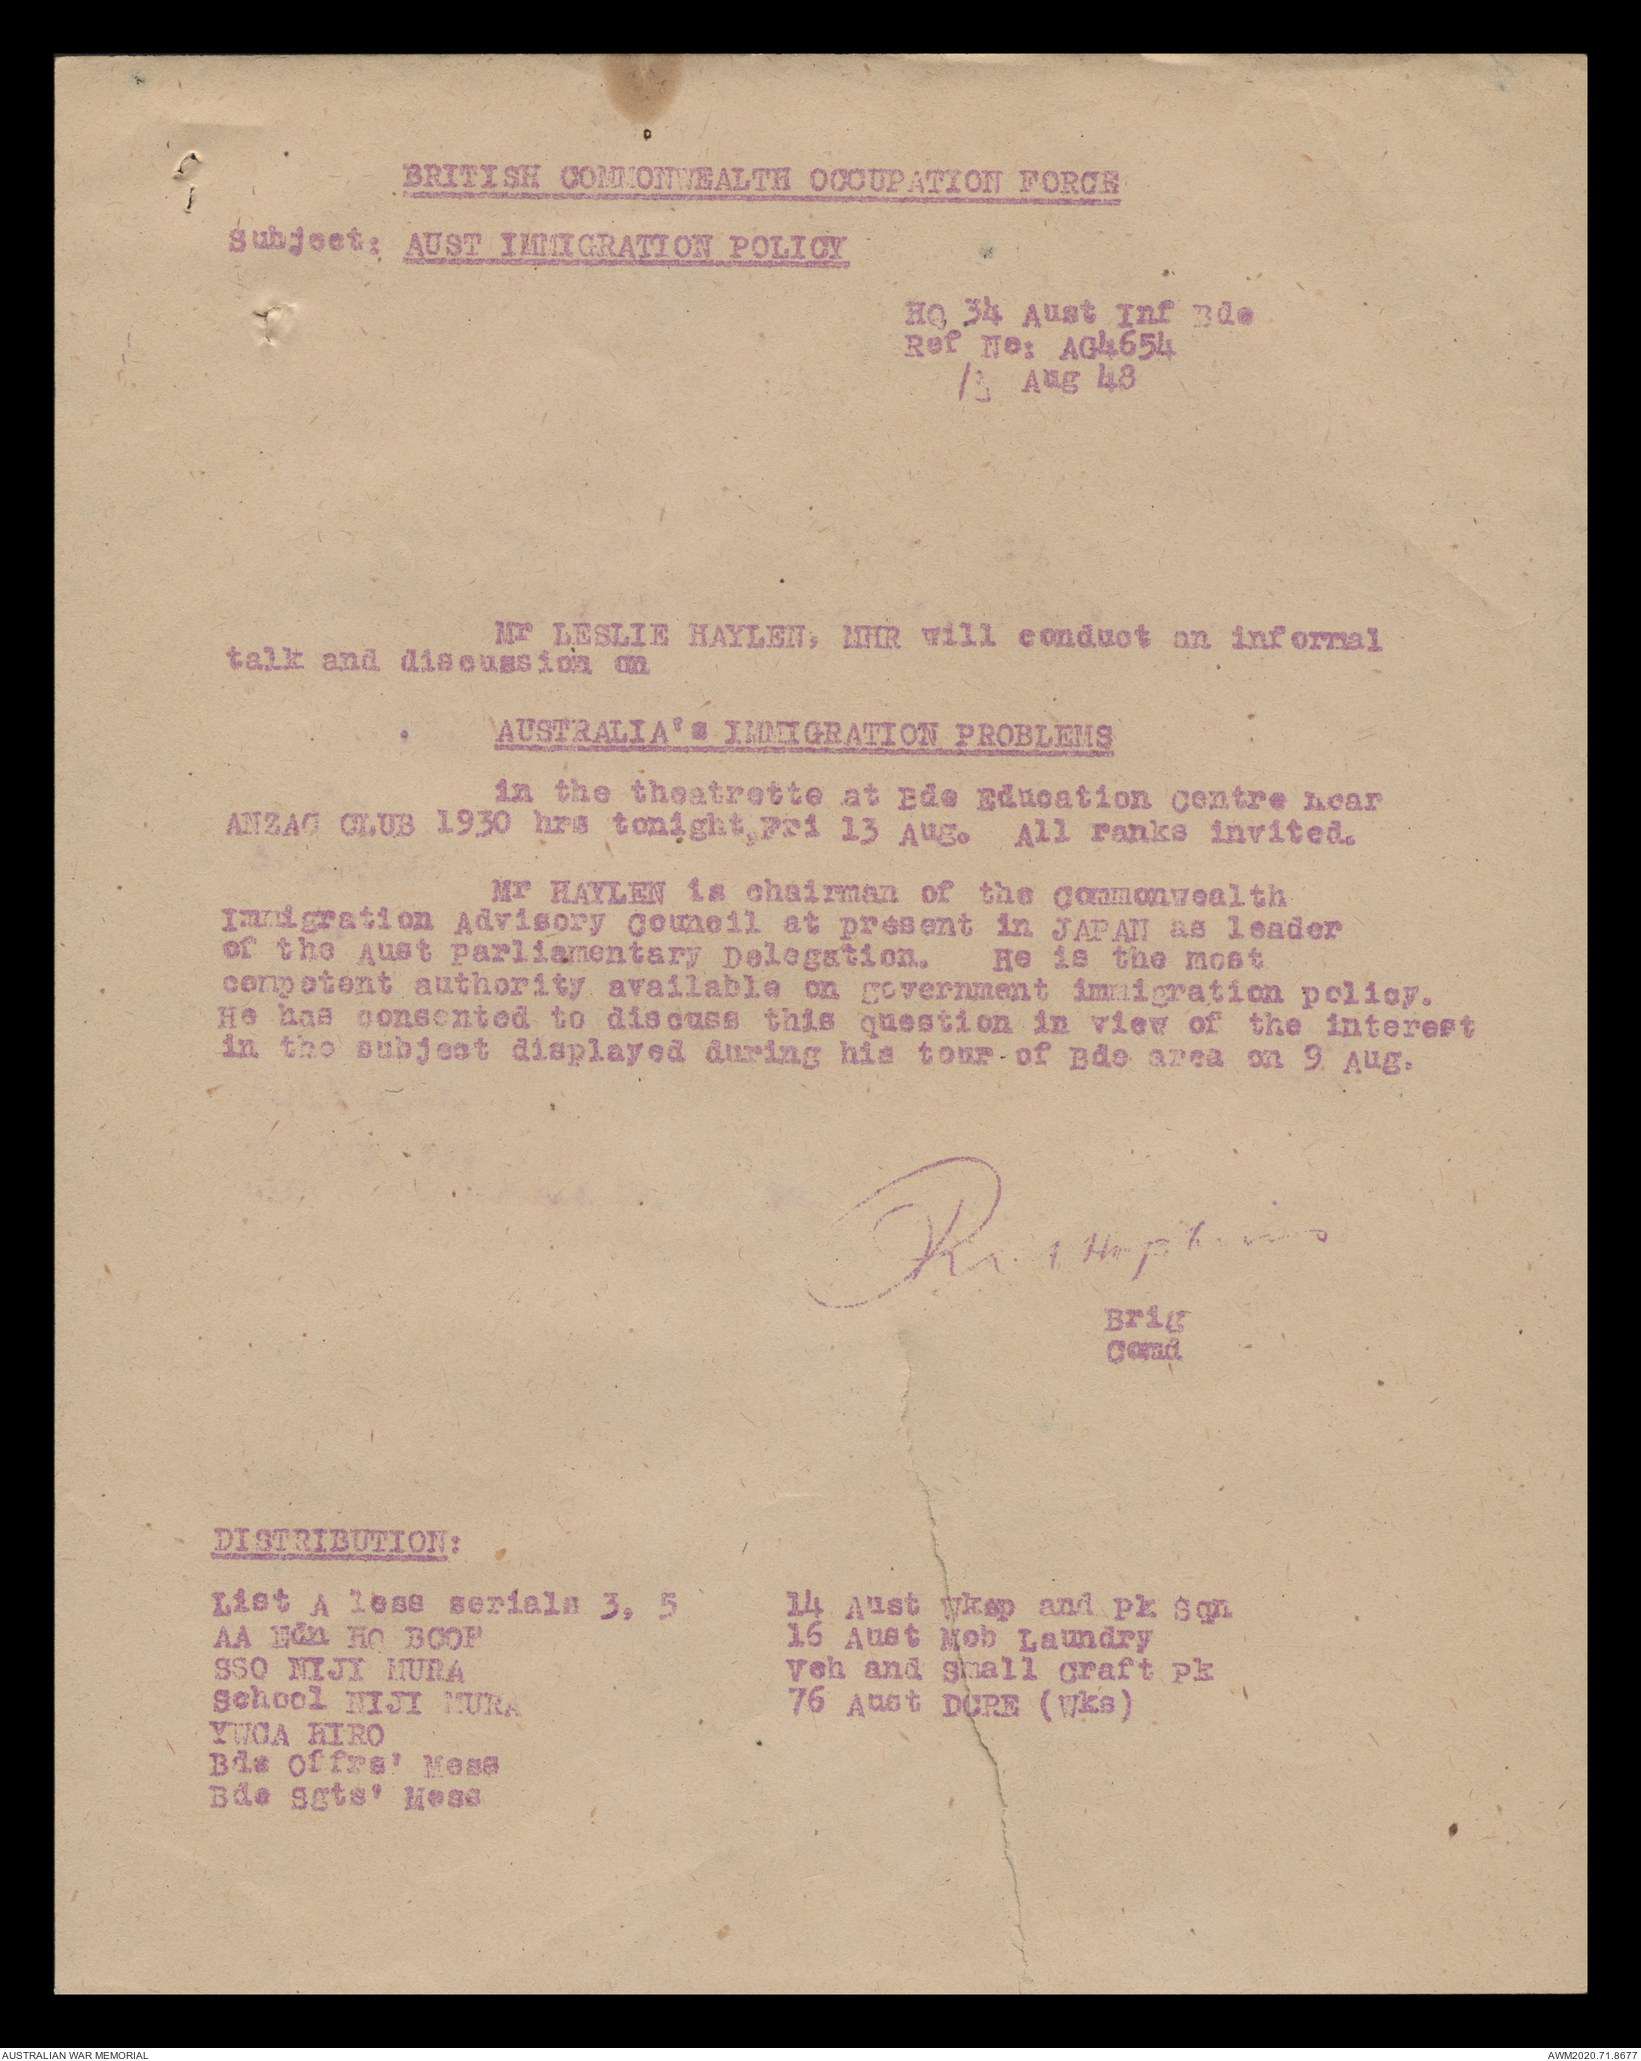 BRITISH COMMONWEALTH OCCUPATION FORCE
Subject: AUST IMMIGRATION POLICY
HQ 34 Aust Inf Bde
Ref No: AG4654
13 Aug 48
Mr LESLIE HAYLEN, MHR will conduct an informal
talk and discussion on
AUSTRALIA's IMMIGRATION PROBLEMS
in the theatrette at Bde Education Centre near
ANZAC CLUB 1930 hrs tonight, Fri 13 Aug. All ranks invited.
Mr HAYLEN is chairman of the Commonwealth
Immigration Advisory Council at present in JAPAN as leader
of the Aust Parliamentary Delegation. He is the most
competent authority available on government immigration policy.
He has consented to discuss this question in view of the interest
in the subject displayed during his tour of Bde area on 9 Aug.
Hopkins
Brig
Comd
DISTRIBUTION:
List A less serials 3, 5
AA Edn HQ BCOF
SSO NIJI MURA
School NIJI MURA
YWCA HIRO
Bde Offrs' Mess
Bde Sgts' Mess
14 Aust Wksp and Pk Sqn
16 Aust Mob Laundry
Veh and Small Craft Pk
76 Aust DCRE (Wks)
AUSTRALIAN WAR MEMORIAL
AWM2020.71.8677